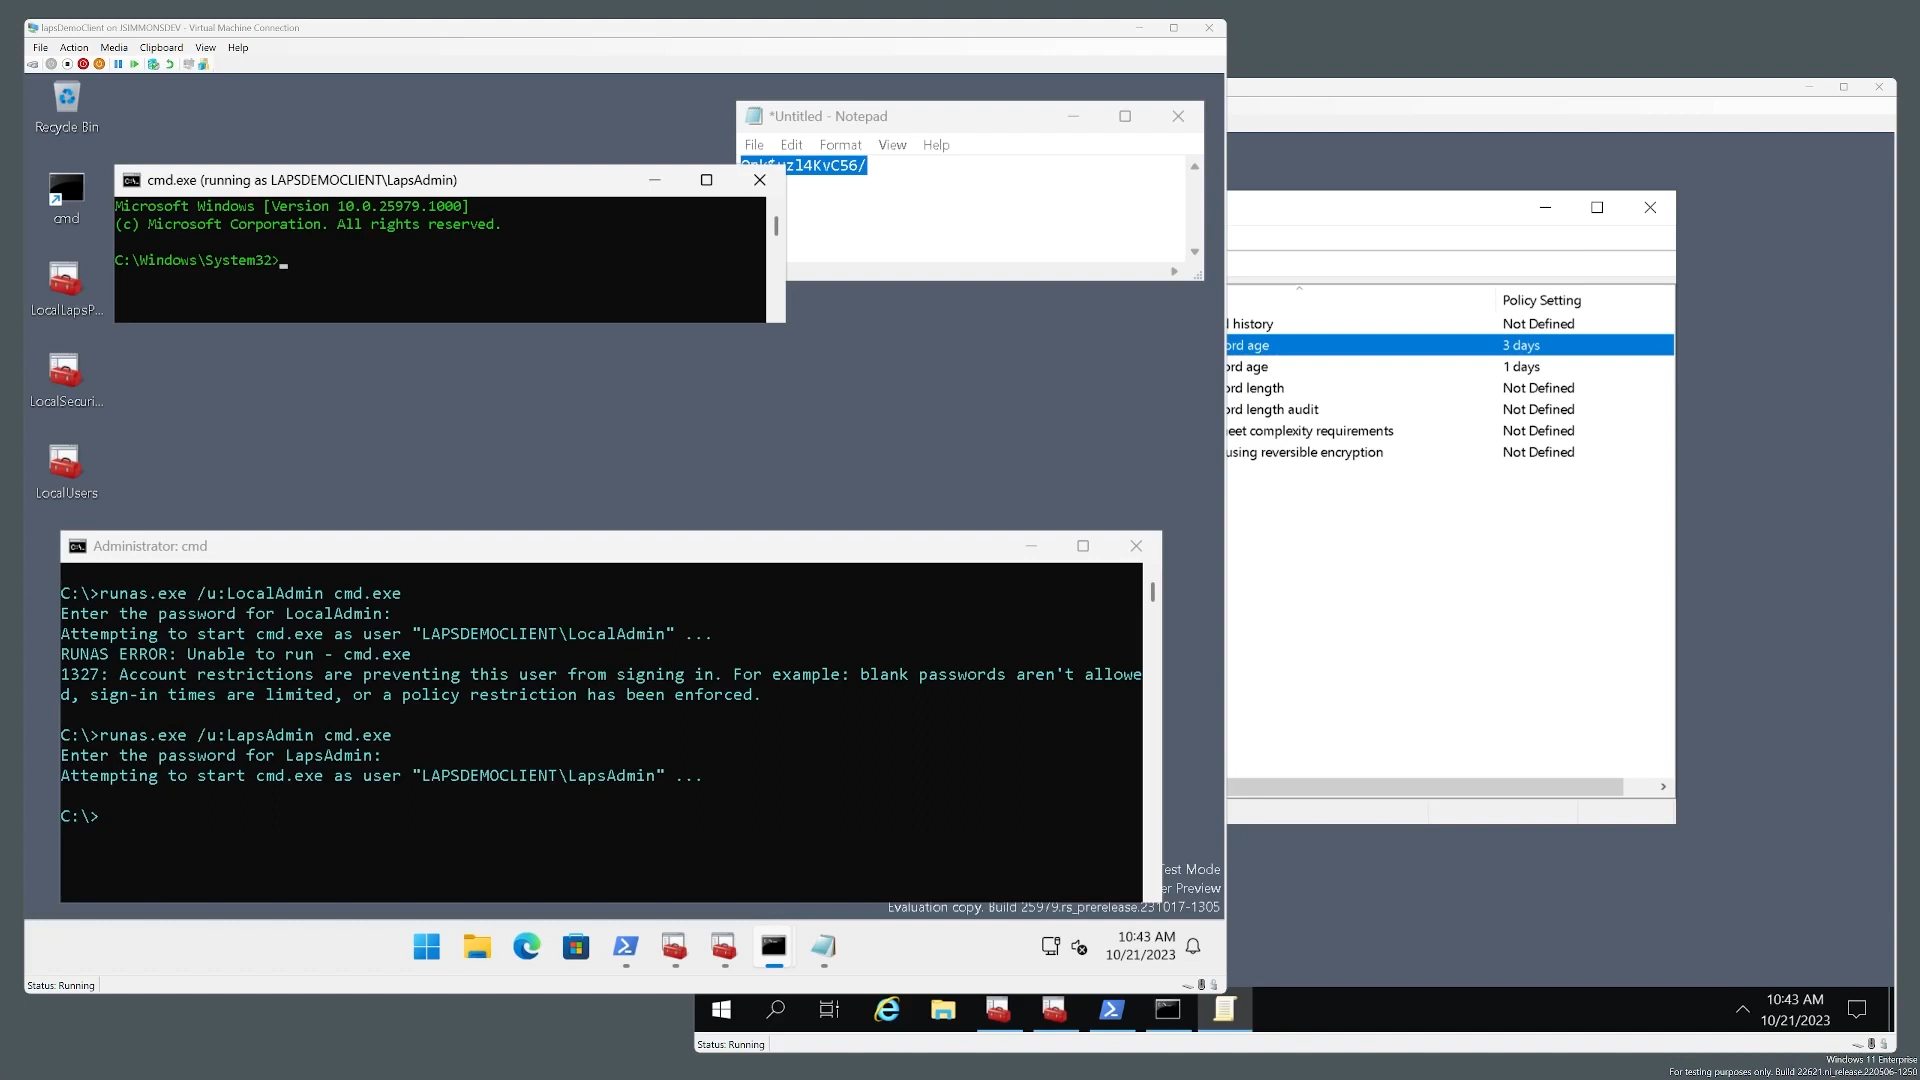 lapsDemoClient on JSIMMONSDEV - Virtual Machine Connection
File Action Media Clipboard View Help
Recycle Bin
cmd
LocalLapsP...
LocalSecuri...
LocalUsers
*Untitled - Notepad
File Edit Format View Help
zl4KvC56/
cmd.exe (running as LAPSDEMOCLIENT\LapsAdmin)
Microsoft Windows [Version 10.0.25979.1000]
(c) Microsoft Corporation. All rights reserved.
C:\Windows\System32>
Policy Setting
history Not Defined
ord age 3 days
ord age 1 days
ord length Not Defined
ord length audit Not Defined
eet complexity requirements Not Defined
using reversible encryption Not Defined
Administrator: cmd
C:\>runas.exe /u:LocalAdmin cmd.exe
Enter the password for LocalAdmin:
Attempting to start cmd.exe as user "LAPSDEMOCLIENT\LocalAdmin" ...
RUNAS ERROR: Unable to run - cmd.exe
1327: Account restrictions are preventing this user from signing in. For example: blank passwords aren't allowe
d, sign-in times are limited, or a policy restriction has been enforced.
C:\>runas.exe /u:LapsAdmin cmd.exe
Enter the password for LapsAdmin:
Attempting to start cmd.exe as user "LAPSDEMOCLIENT\LapsAdmin" ...
C:\>
Test Mode
er Preview
Evaluation copy. Build 25979.rs_prerelease.231017-1305
10:43 AM
10/21/2023
Status: Running
10:43 AM
10/21/2023
Status: Running
Windows 11 Enterprise
For testing purposes only. Build 22621.ni_release.220506-1250